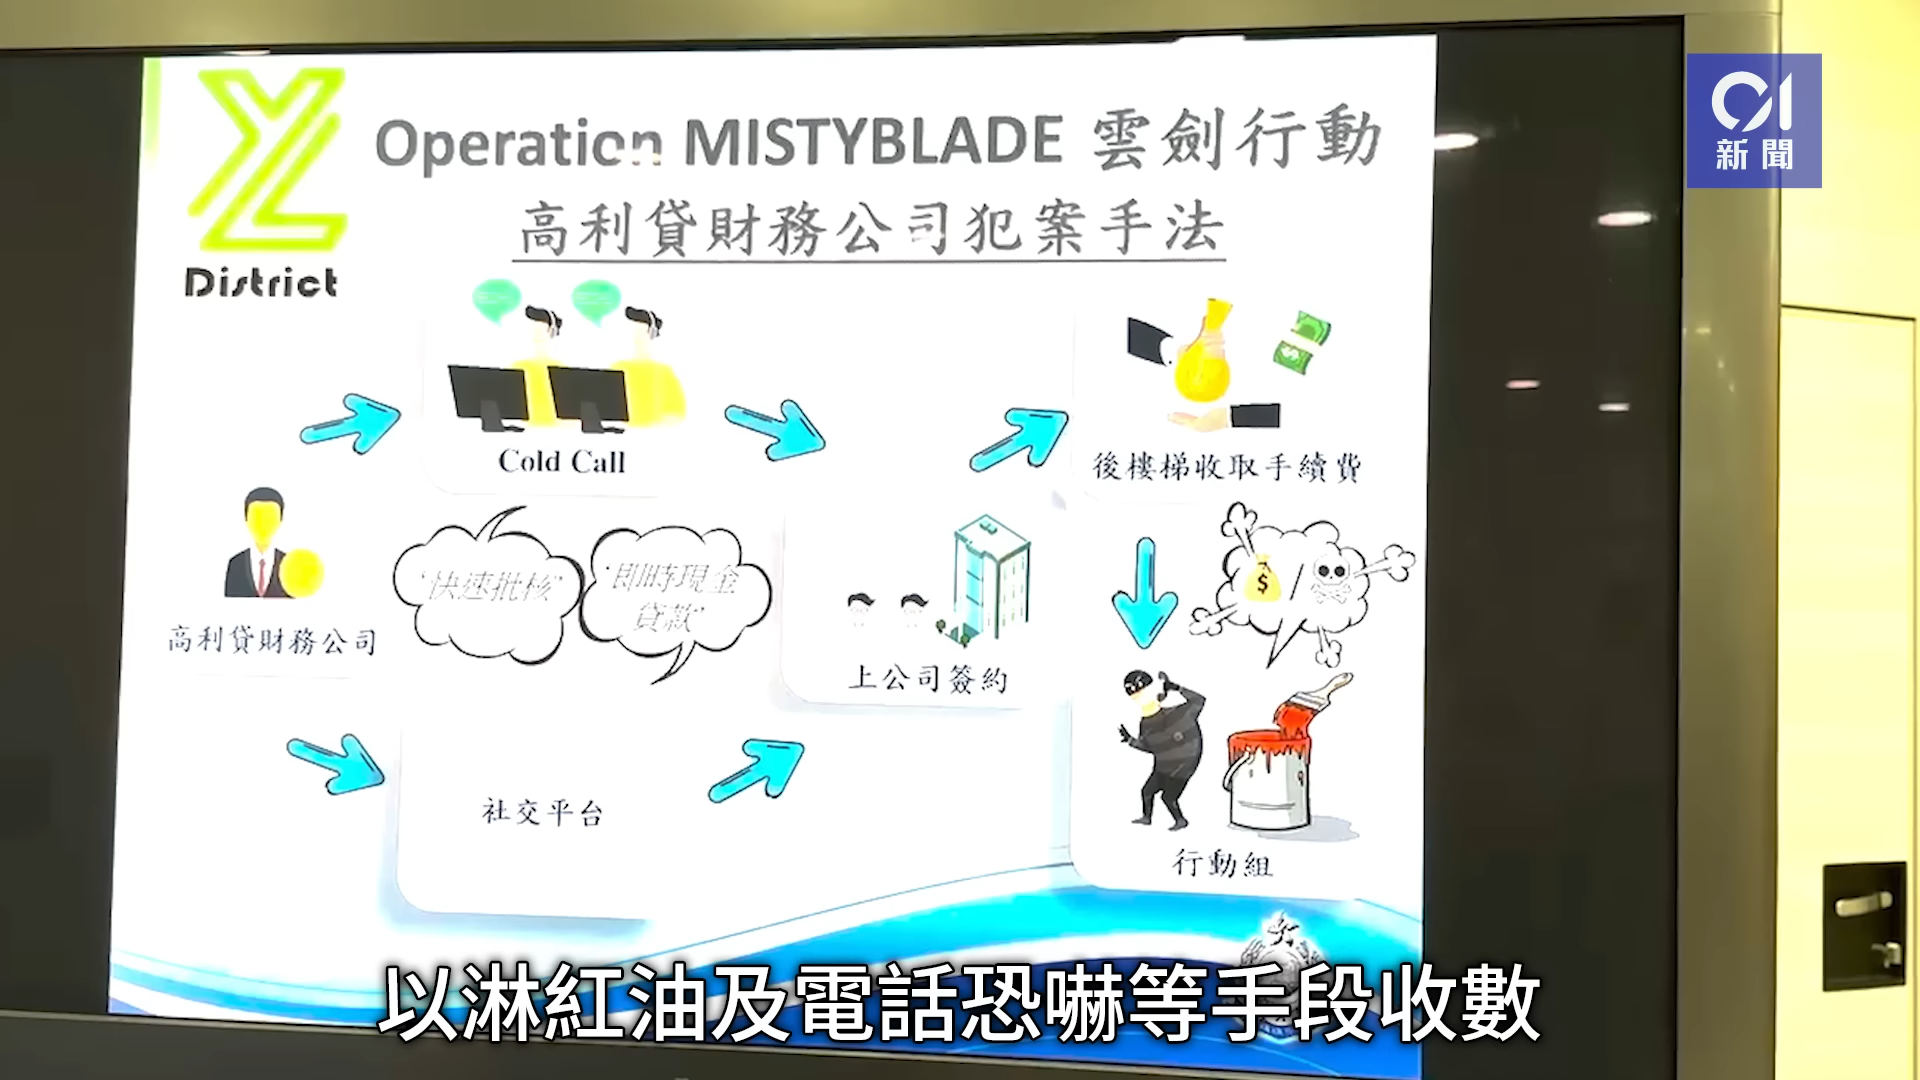 01
新聞
YL
District
Operation MISTYBLADE 雲劍行動
高利貸財務公司犯案手法
Cold Call
後樓梯收取手續費
高利貸財務公司
“快速批核”
“即時現金
貸款”
$
/
上公司簽約
社交平台
行動組
以淋紅油及電話恐嚇等手段收數